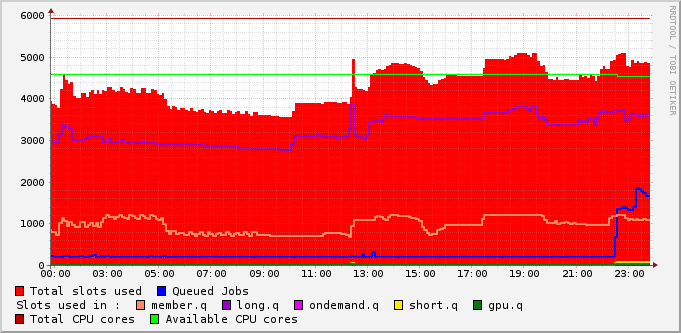 6000
5000
4000
3000
2000
1000
0
00:00 03:00 05:00 07:00 09:00 11:00 13:00 15:00 17:00 19:00 21:00 23:00
Total slots used Queued Jobs
Slots used in : member.q long.q ondemand.q short.q gpu.q
Total CPU cores Available CPU cores
RRDTOOL / TOBI OETIKER